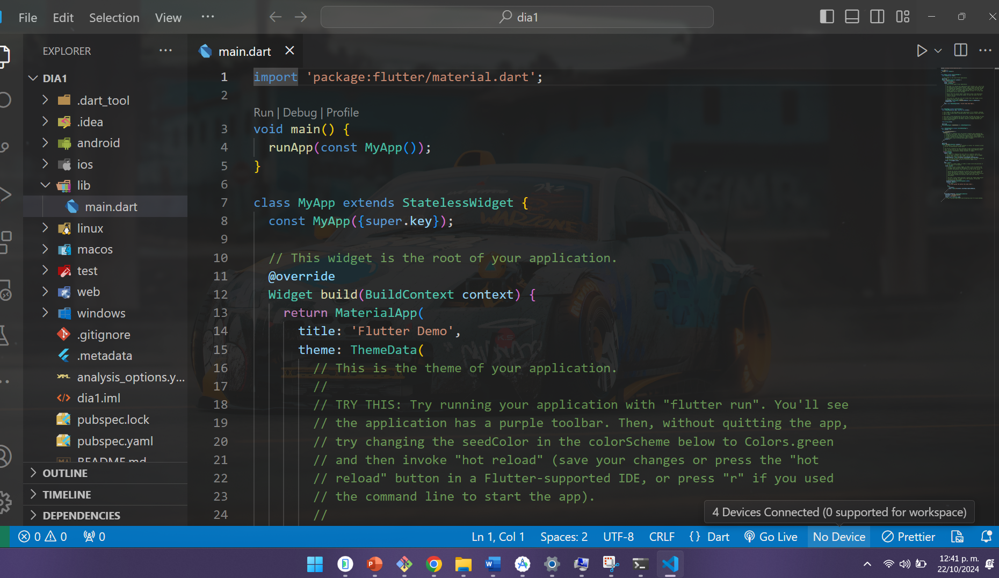 File Edit Selection View ...
dia1
EXPLORER ...
DIA1
.dart_tool
.idea
android
ios
lib
main.dart
linux
macos
test
web
windows
.gitignore
.metadata
analysis_options.y...
dia1.iml
pubspec.lock
pubspec.yaml
README.md
OUTLINE
TIMELINE
DEPENDENCIES
main.dart
1 import 'package:flutter/material.dart';
2
Run | Debug | Profile
3 void main() {
4 runApp(const MyApp());
5 }
6
7 class MyApp extends StatelessWidget {
8 const MyApp({super.key});
9
10 // This widget is the root of your application.
11 @override
12 Widget build(BuildContext context) {
13 return MaterialApp(
14 title: 'Flutter Demo',
15 theme: ThemeData(
16 // This is the theme of your application.
17 //
18 // TRY THIS: Try running your application with "flutter run". You'll see
19 // the application has a purple toolbar. Then, without quitting the app,
20 // try changing the seedColor in the colorScheme below to Colors.green
21 // and then invoke "hot reload" (save your changes or press the "hot
22 // reload" button in a Flutter-supported IDE, or press "r" if you used
23 // the command line to start the app).
24 //
4 Devices Connected (0 supported for workspace)
0 0 0 Ln 1, Col 1 Spaces: 2 UTF-8 CRLF {} Dart Go Live No Device Prettier
12:41 p. m.
22/10/2024
WARZONE